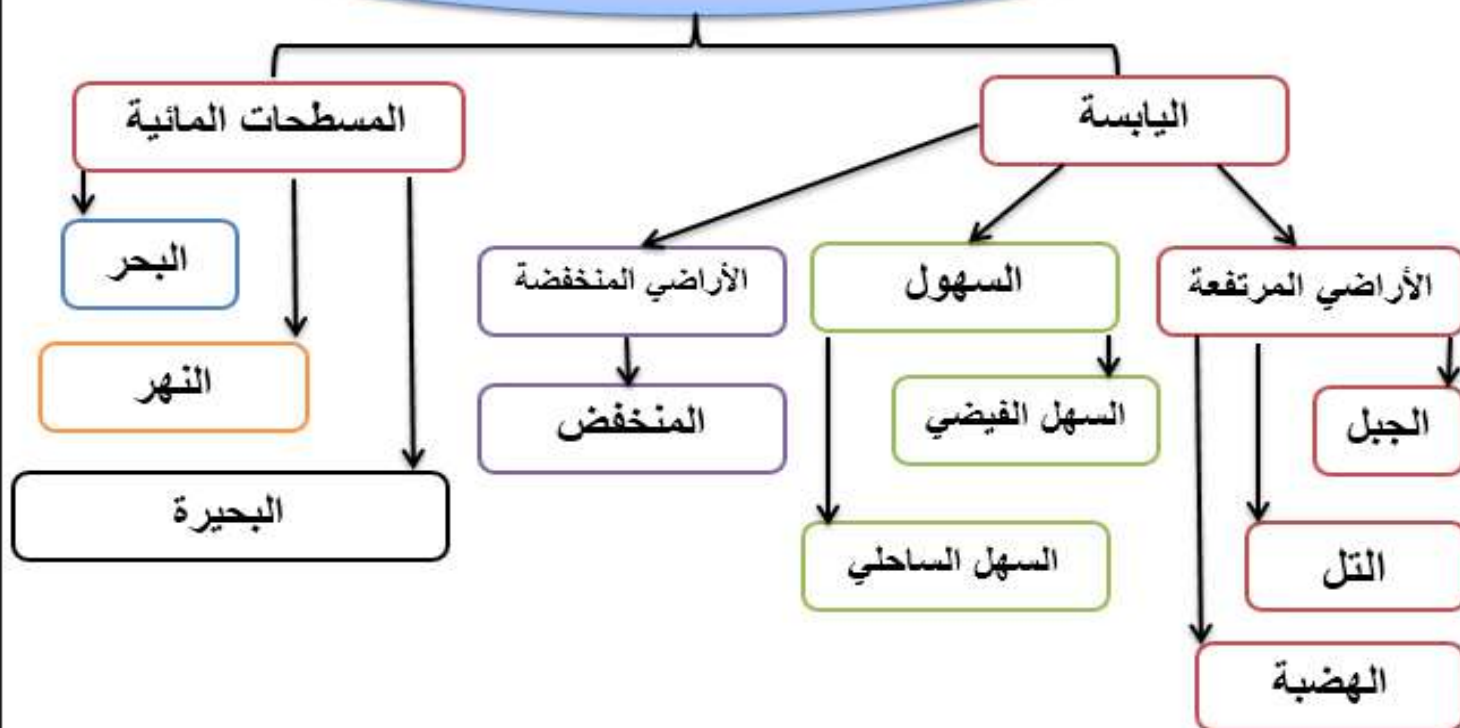 اليابسة
المسطحات المائية
الأراضي المرتفعة
السهول
الأراضي المنخفضة
البحر
الجبل
السهل الفيضي
المنخفض
النهر
التل
السهل الساحلي
البحيرة
الهضبة